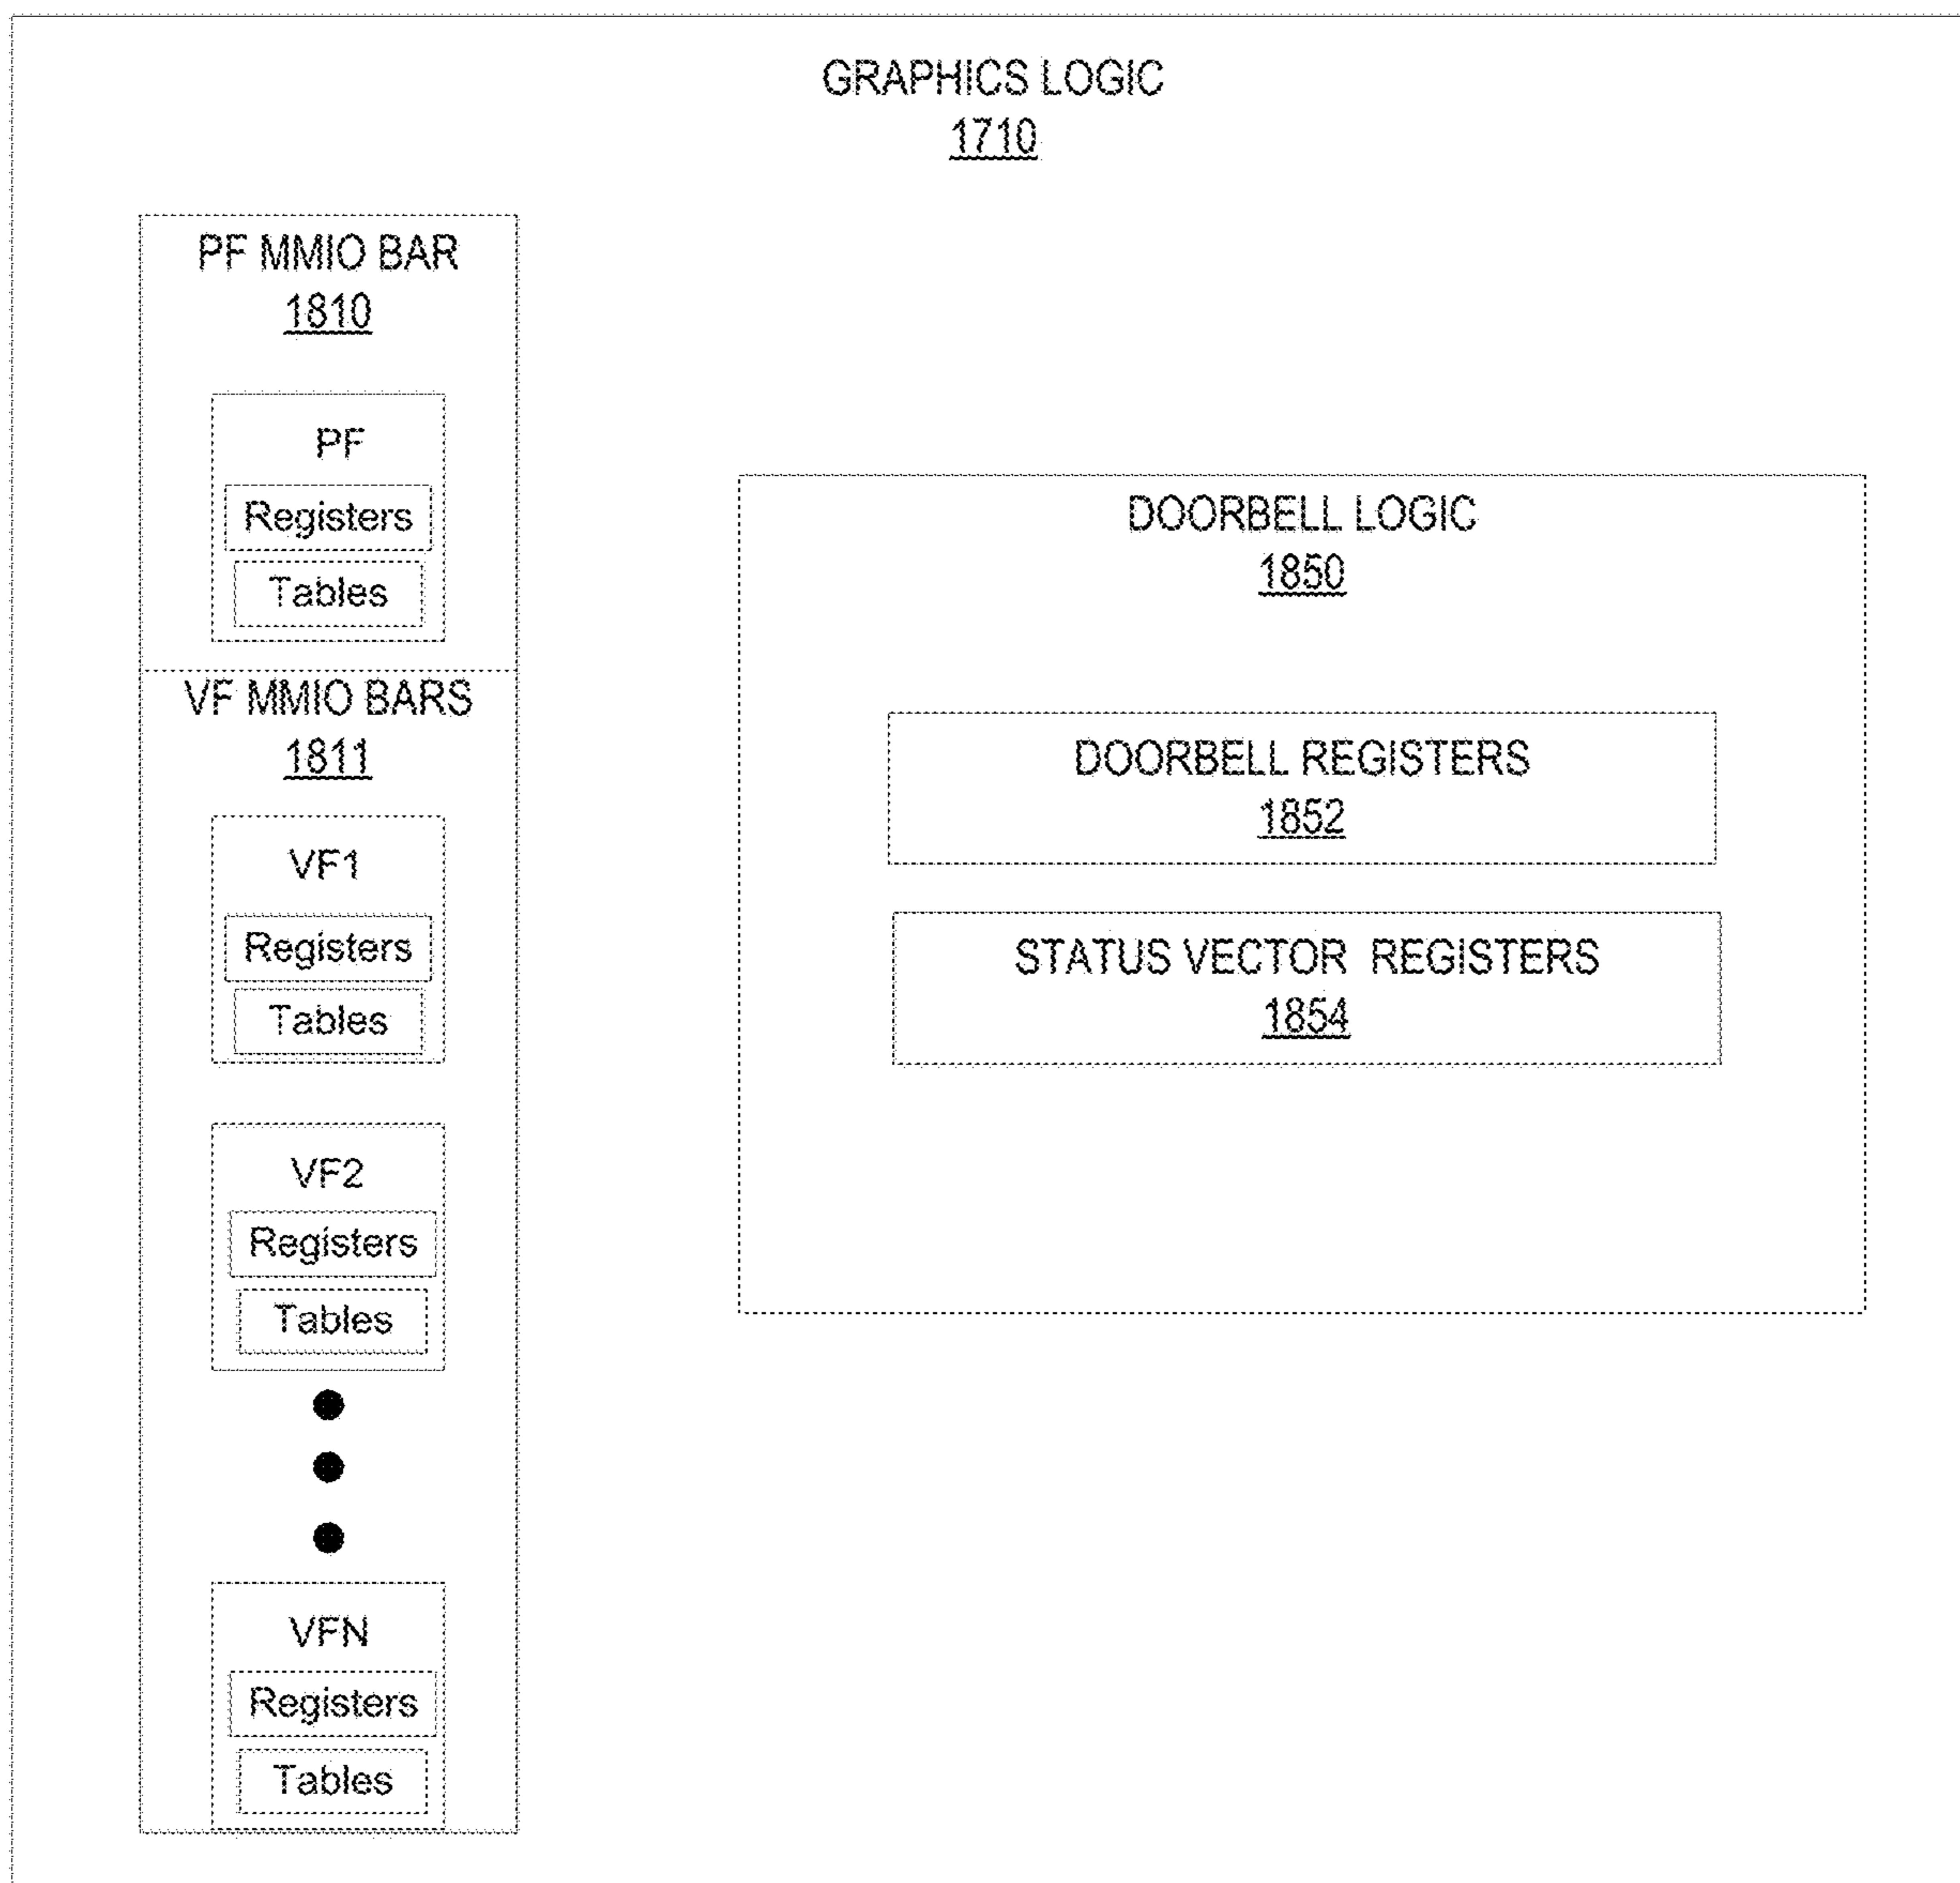 GRAPHICS LOGIC
1710
PF MMIO BAR
1810
PF
Registers
Tables
VF MMIO BARS
1811
VF1
Registers
Tables
VF2
Registers
Tables
VFN
Registers
Tables
DOORBELL LOGIC
1850
DOORBELL REGISTERS
1852
STATUS VECTOR REGISTERS
1854